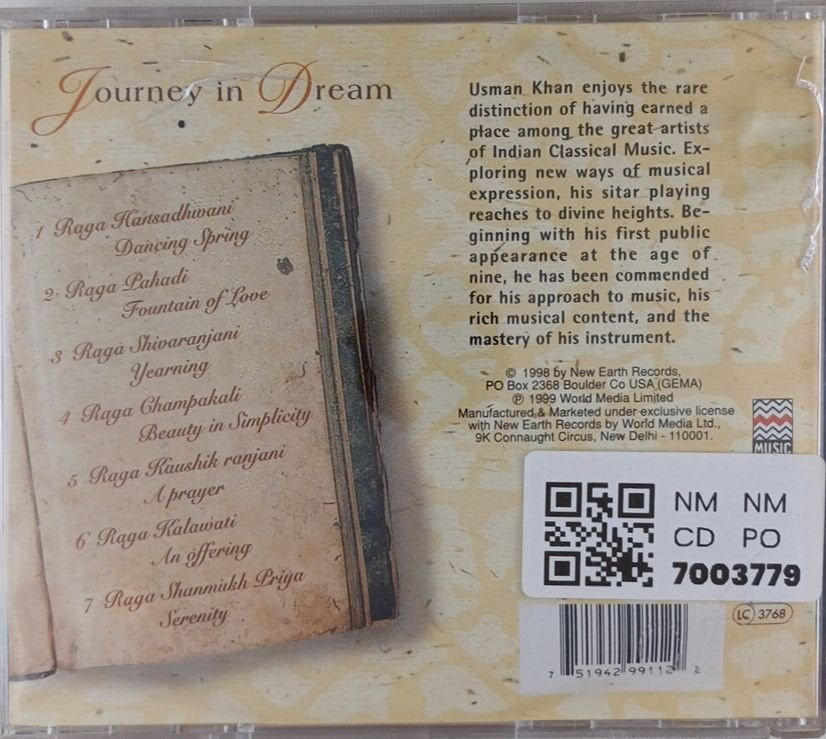 Journey in Dream
1 Raga Hansadhwani
Dancing Spring
2 Raga Pahadi
Fountain of Love
3 Raga Shivaranjani
Yearning
4 Raga Champakali
Beauty in Simplicity
5 Raga Kaushik ranjani
A prayer
6 Raga Kalawati
An offering
7 Raga Shanmukh Priya
Serenity
Usman Khan enjoys the rare
distinction of having earned a
place among the great artists
of Indian Classical Music. Ex-
ploring new ways of musical
expression, his sitar playing
reaches to divine heights. Be-
ginning with his first public
appearance at the age of
nine, he has been commended
for his approach to music, his
rich musical content, and the
mastery of his instrument.
© 1998 by New Earth Records,
PO Box 2368 Boulder Co USA (GEMA)
℗ 1999 World Media Limited
Manufactured & Marketed under exclusive license
with New Earth Records by World Media Ltd.,
9K Connaught Circus, New Delhi - 110001.
MUSIC
NM NM
CD PO
7003779
LC 3768
7 51942 99112 2